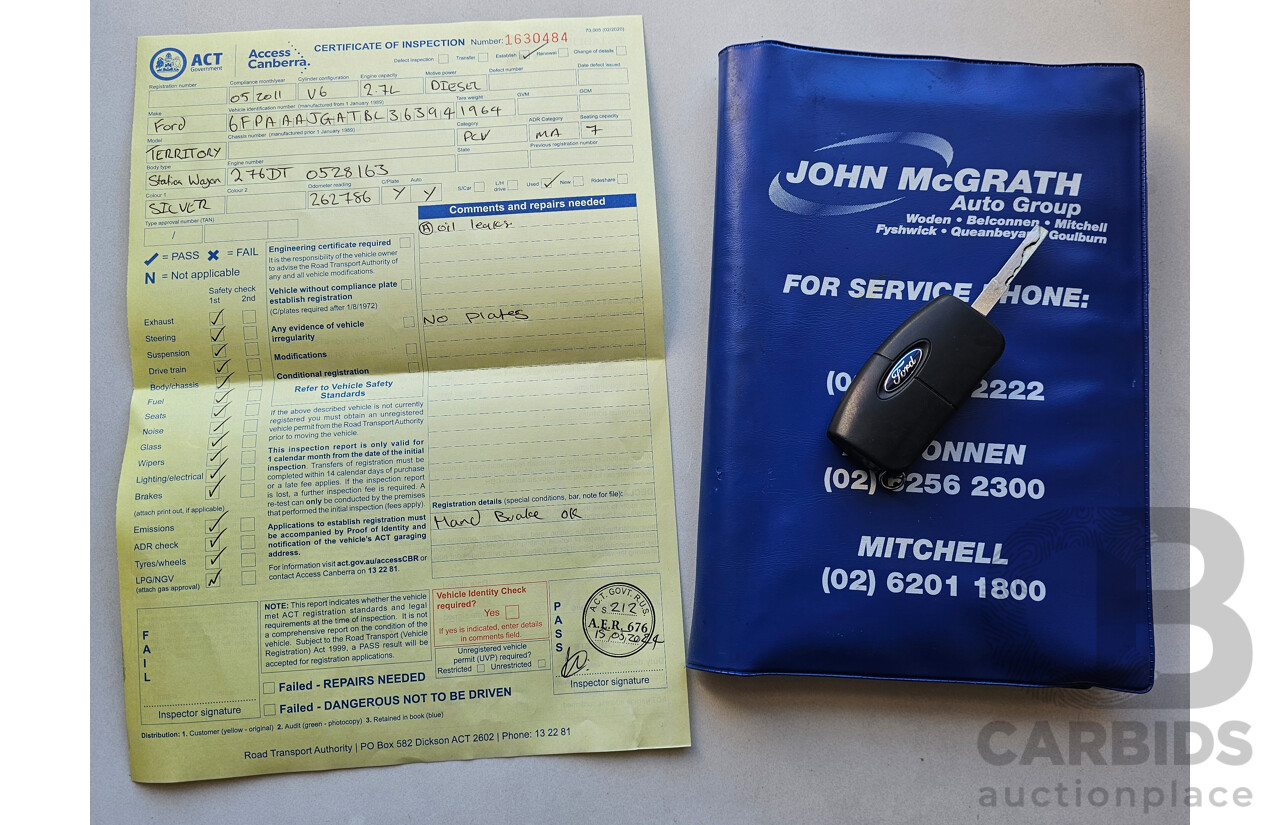 ACT
Government
Access
Canberra.
CERTIFICATE OF INSPECTION Number: 1630484
RL005 (02/2020)
Defect Inspection Transfer Establish Renewal Change of details
Registration number
Compliance month/year
05.2011
Cylinder configuration
V6
Engine capacity
2.7L
Motive power
DIESEL
Defect number
Date defect issued
Make
Ford
Vehicle identification number (manufactured from 1 January 1989)
6FPAAAJGATBL36394
Tare weight
1964
GVM
GCM
Model
TERRITORY
Chassis number (manufactured prior 1 January 1989)
Category
PCV
ADR Category
MA
Seating capacity
7
Body type
Station Wagon
Engine number
276DT 0528163
State
Previous registration number
Colour 1
SILVER
Colour 2
Odometer reading
262786
C/Plate
Y
Auto
Y
S/Car L/H drive Used New Rideshare
Type approval number (TAN)
/
= PASS = FAIL
N = Not applicable
Safety check
1st 2nd
Exhaust
Steering
Suspension
Drive train
Body/chassis
Fuel
Seats
Noise
Glass
Wipers
Lighting/electrical
Brakes
(attach print out, if applicable)
Emissions
ADR check
Tyres/wheels
LPG/NGV
(attach gas approval)
N
Engineering certificate required
It is the responsibility of the vehicle owner
to advise the Road Transport Authority of
any and all vehicle modifications.
Vehicle without compliance plate
establish registration
(C/plates required after 1/8/1972)
Any evidence of vehicle
irregularity
Modifications
Conditional registration
Refer to Vehicle Safety
Standards
If the above described vehicle is not currently
registered you must obtain an unregistered
vehicle permit from the Road Transport Authority
prior to moving the vehicle.
This inspection report is only valid for
1 calendar month from the date of the initial
inspection. Transfers of registration must be
completed within 14 calendar days of purchase
or a late fee applies. If the inspection report
is lost, a further inspection fee is required. A
re-test can only be conducted by the premises
that performed the initial inspection (fees apply).
Applications to establish registration must
be accompanied by Proof of Identity and
notification of the vehicle's ACT garaging
address.
For information visit act.gov.au/accessCBR or
contact Access Canberra on 13 22 81.
Comments and repairs needed
A oil leaks
No plates
Registration details (special conditions, bar, note for file):
Hand Brake OK
FAIL
Inspector signature
NOTE: This report indicates whether the vehicle
met ACT registration standards and legal
requirements at the time of inspection. It is not
a comprehensive report on the condition of the
vehicle. Subject to the Road Transport (Vehicle
Registration) Act 1999, a PASS result will be
accepted for registration applications.
Vehicle Identity Check
required?
Yes
If yes is indicated, enter details
in comments field.
Unregistered vehicle
permit (UVP) required?
Restricted Unrestricted
PASS
ACT. GOVT. R.U.S.
S 212
A.E.R. 676
Inspector signature
Failed - REPAIRS NEEDED
Failed - DANGEROUS NOT TO BE DRIVEN
Distribution: 1. Customer (yellow - original) 2. Audit (green - photocopy) 3. Retained in book (blue)
Road Transport Authority | PO Box 582 Dickson ACT 2602 | Phone: 13 22 81
JOHN McGRATH
Auto Group
Woden • Belconnen • Mitchell
Fyshwick • Queanbeyan • Goulburn
FOR SERVICE PHONE:
(0 2222
ONNEN
(02) 6256 2300
MITCHELL
(02) 6201 1800
Ford
B
CARBIDS
auctionplace